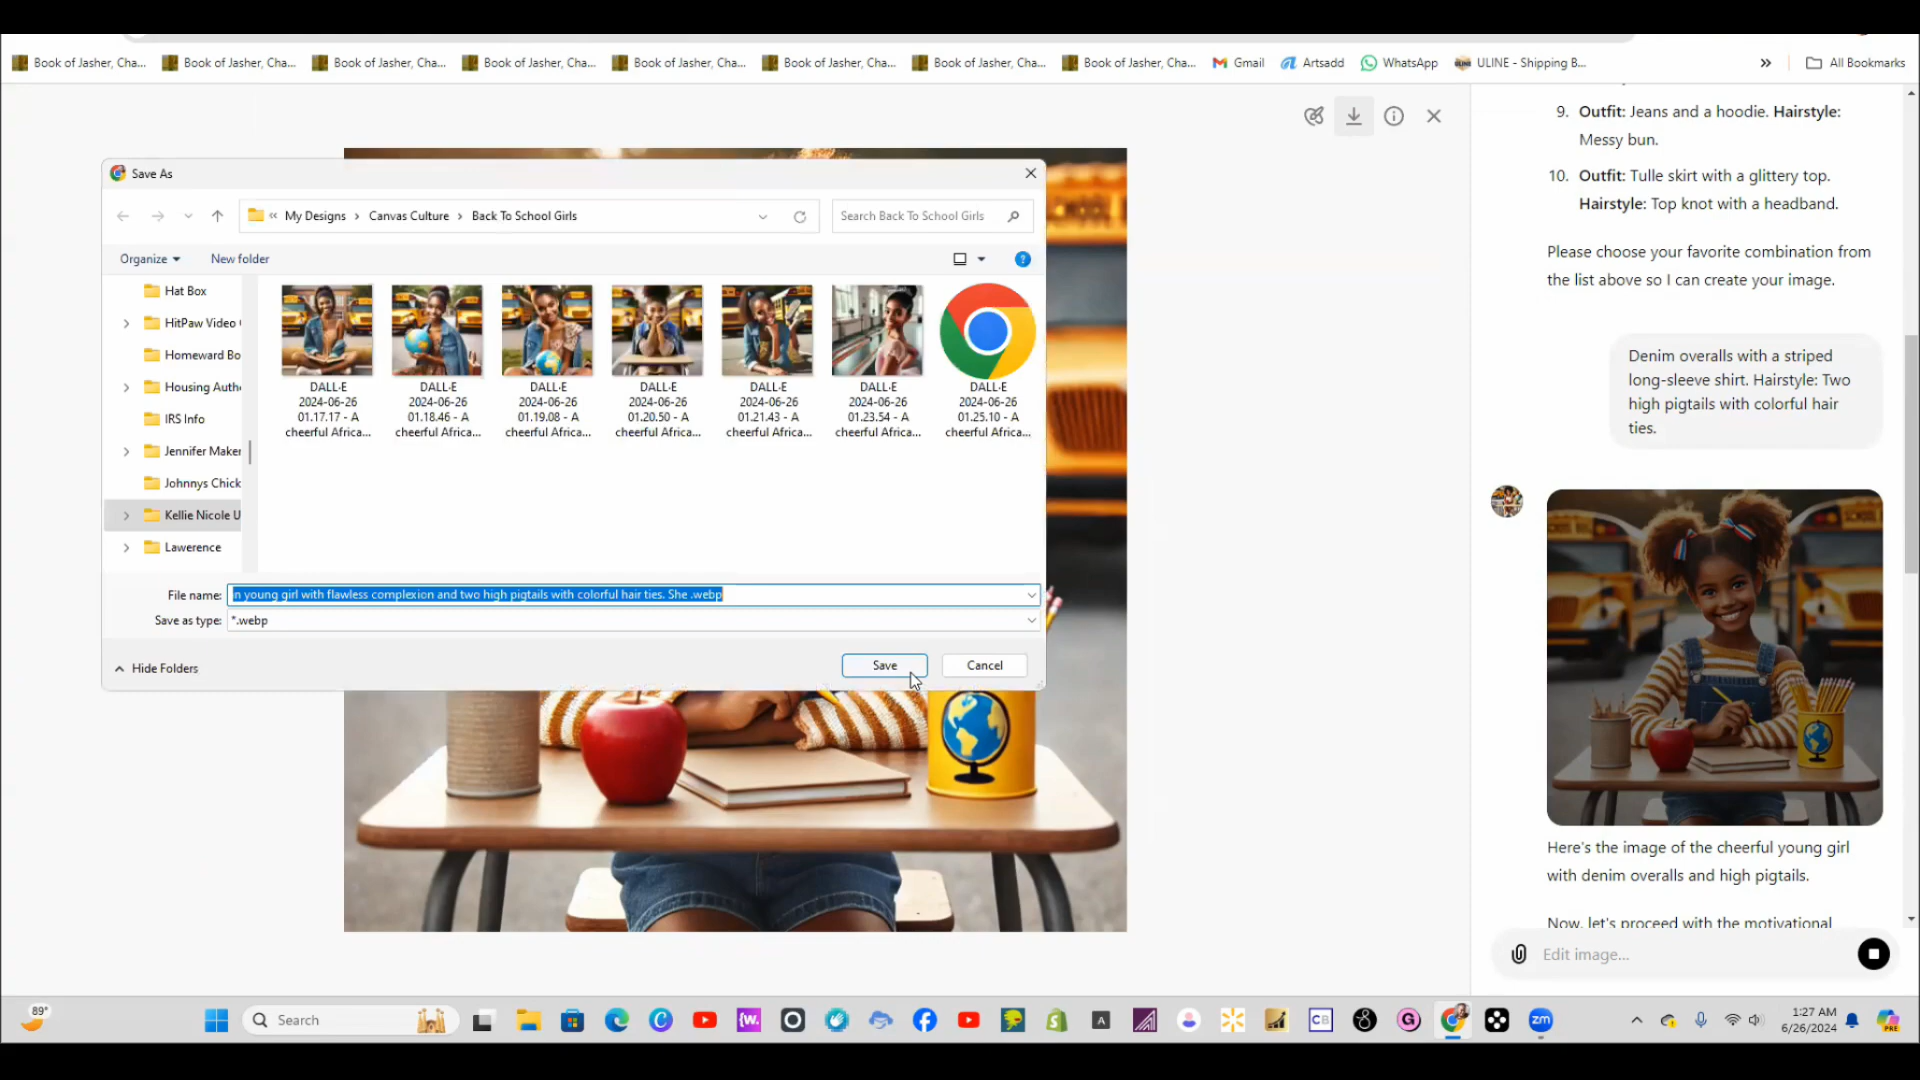 Book of Jasher, Cha...
Book of Jasher, Cha...
Book of Jasher, Cha...
Book of Jasher, Cha...
Book of Jasher, Cha...
Book of Jasher, Cha...
Book of Jasher, Cha...
Book of Jasher, Cha...
Gmail
Artsadd
WhatsApp
ULINE - Shipping B...
»
All Bookmarks
Save As
« My Designs > Canvas Culture > Back To School Girls
Search Back To School Girls
Organize
New folder
Hat Box
HitPaw Video
Homeward Bo
Housing Auth
IRS Info
Jennifer Maker
Johnnys Chick
Kellie Nicole U
Lawerence
DALL·E
2024-06-26
01.17.17 - A
cheerful Africa...
DALL·E
2024-06-26
01.18.46 - A
cheerful Africa...
DALL·E
2024-06-26
01.19.08 - A
cheerful Africa...
DALL·E
2024-06-26
01.20.50 - A
cheerful Africa...
DALL·E
2024-06-26
01.21.43 - A
cheerful Africa...
DALL·E
2024-06-26
01.23.54 - A
cheerful Africa...
DALL·E
2024-06-26
01.25.10 - A
cheerful Africa...
File name: n young girl with flawless complexion and two high pigtails with colorful hair ties. She .webp
Save as type: *.webp
Hide Folders
Save
Cancel
9. Outfit: Jeans and a hoodie. Hairstyle:
Messy bun.
10. Outfit: Tulle skirt with a glittery top.
Hairstyle: Top knot with a headband.
Please choose your favorite combination from
the list above so I can create your image.
Denim overalls with a striped
long-sleeve shirt. Hairstyle: Two
high pigtails with colorful hair
ties.
Here's the image of the cheerful young girl
with denim overalls and high pigtails.
Now, let's proceed with the motivational
Edit image...
89°
Search
{w.
A
CB
G
zm
1:27 AM
6/26/2024
PRE